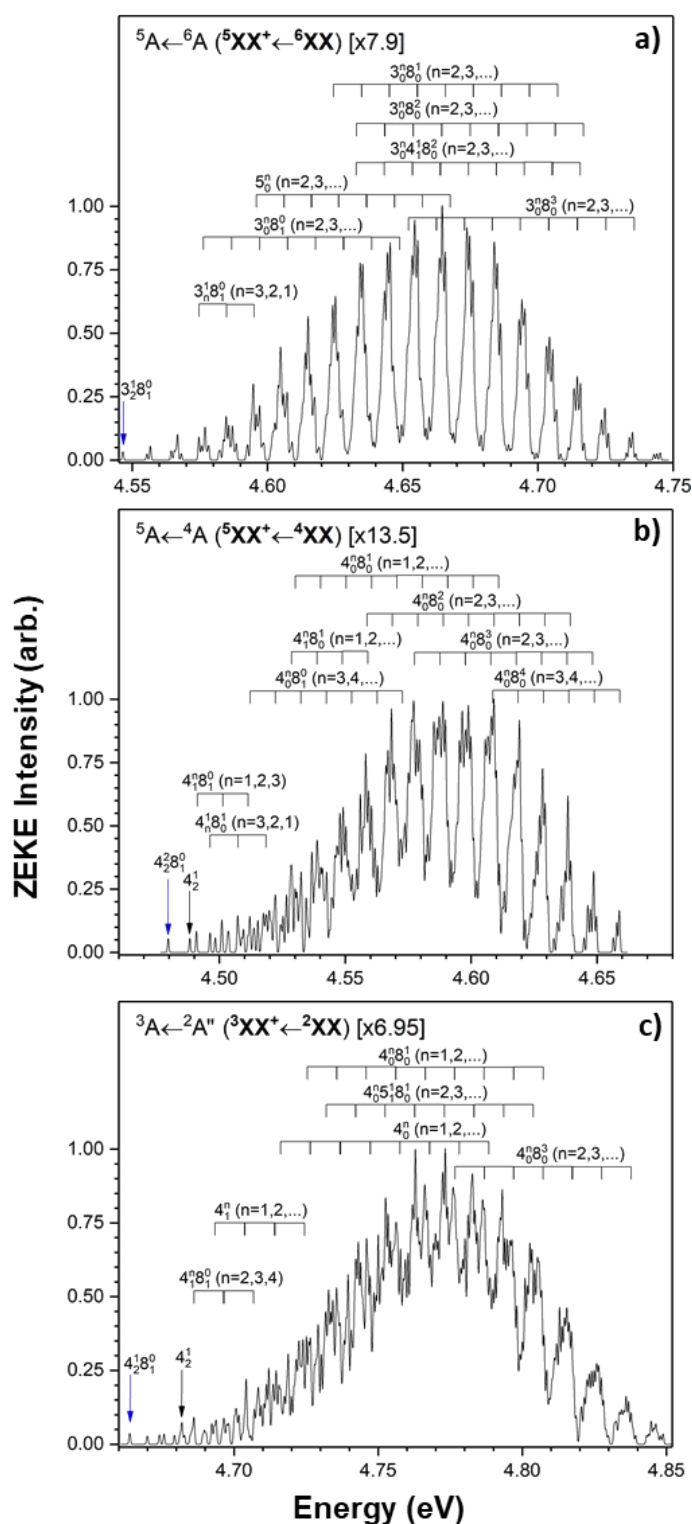 ⁵A←⁶A (⁵XX⁺←⁶XX) [x7.9] a)
3₀ⁿ8₀¹ (n=2,3,...)
3₀ⁿ8₀² (n=2,3,...)
3₀ⁿ4₁¹8₀² (n=2,3,...)
5₀ⁿ (n=2,3,...)
3₀ⁿ8₁⁰ (n=2,3,...) 3₀ⁿ8₀³ (n=2,3,...)
3ₙ¹8₁⁰ (n=3,2,1)
3₂¹8₁⁰
1.00
0.75
0.50
0.25
0.00
4.55 4.60 4.65 4.70 4.75
⁵A←⁴A (⁵XX⁺←⁴XX) [x13.5] b)
4₀ⁿ8₀¹ (n=1,2,...)
4₀ⁿ8₀² (n=2,3,...)
4₁ⁿ8₀¹ (n=1,2,...) 4₀ⁿ8₀³ (n=2,3,...)
4₀ⁿ8₁⁰ (n=3,4,...) 4₀ⁿ8₀⁴ (n=3,4,...)
4₁ⁿ8₁⁰ (n=1,2,3)
4ₙ¹8₀¹ (n=3,2,1)
4₂²8₁⁰ 4₂¹
1.00
0.75
0.50
0.25
0.00
4.50 4.55 4.60 4.65
³A←²A" (³XX⁺←²XX) [x6.95] c)
4₀ⁿ8₀¹ (n=1,2,...)
4₀ⁿ5₁¹8₀¹ (n=2,3,...)
4₀ⁿ (n=1,2,...)
4₀ⁿ8₀³ (n=2,3,...)
4₁ⁿ (n=1,2,...)
4₁ⁿ8₁⁰ (n=2,3,4)
4₂¹8₁⁰ 4₂¹
1.00
0.75
0.50
0.25
0.00
4.70 4.75 4.80 4.85
ZEKE Intensity (arb.)
Energy (eV)